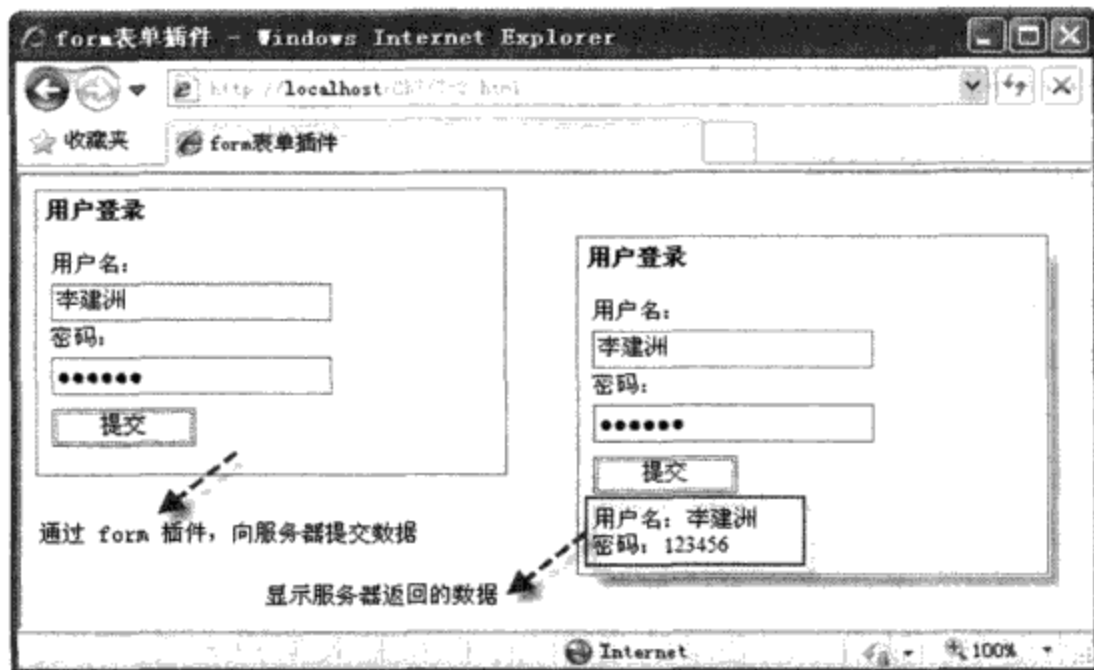 form表单插件 - Windows Internet Explorer
http://localhost/Ch7/7-2.html
收藏夹
form表单插件
用户登录
用户名：
李建洲
密码：
●●●●●●
提交
通过 form 插件，向服务器提交数据
用户登录
用户名：
李建洲
密码：
●●●●●●
提交
用户名：李建洲
密码：123456
显示服务器返回的数据
Internet
100%